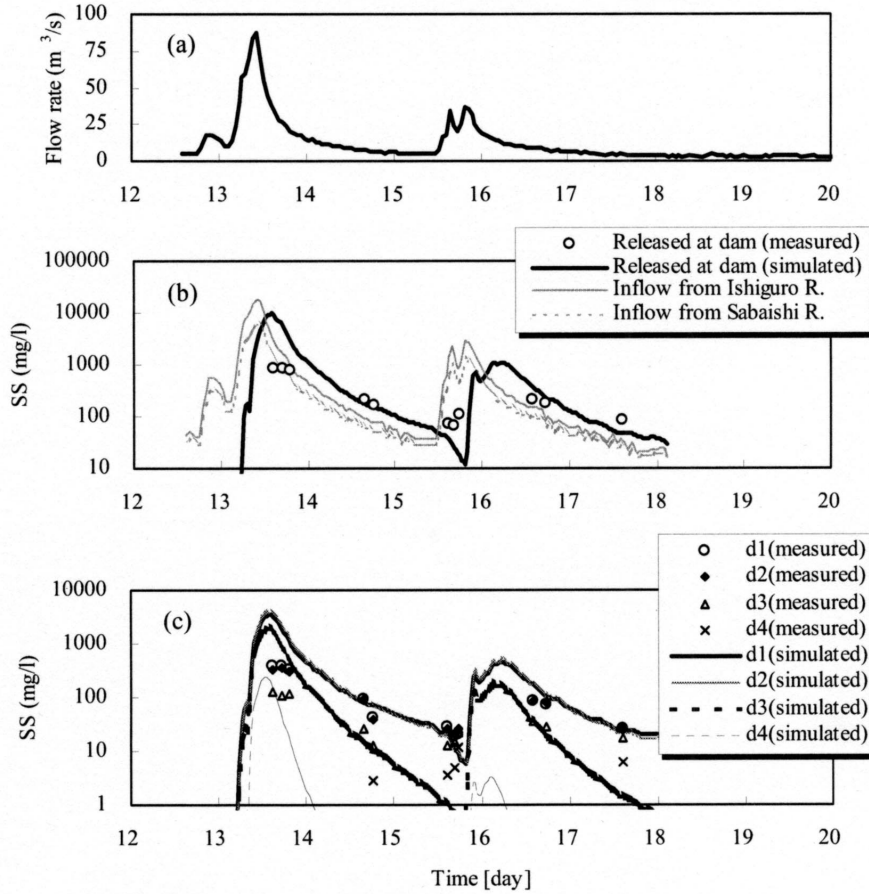 100
75
50
25
0
Flow rate (m ³/s)
(a)
12 13 14 15 16 17 18 19 20
Released at dam (measured)
Released at dam (simulated)
Inflow from Ishiguro R.
Inflow from Sabaishi R.
100000
10000
1000
100
10
SS (mg/l)
(b)
12 13 14 15 16 17 18 19 20
d1(measured)
d2(measured)
d3(measured)
d4(measured)
d1(simulated)
d2(simulated)
d3(simulated)
d4(simulated)
10000
1000
100
10
1
SS (mg/l)
(c)
12 13 14 15 16 17 18 19 20
Time [day]